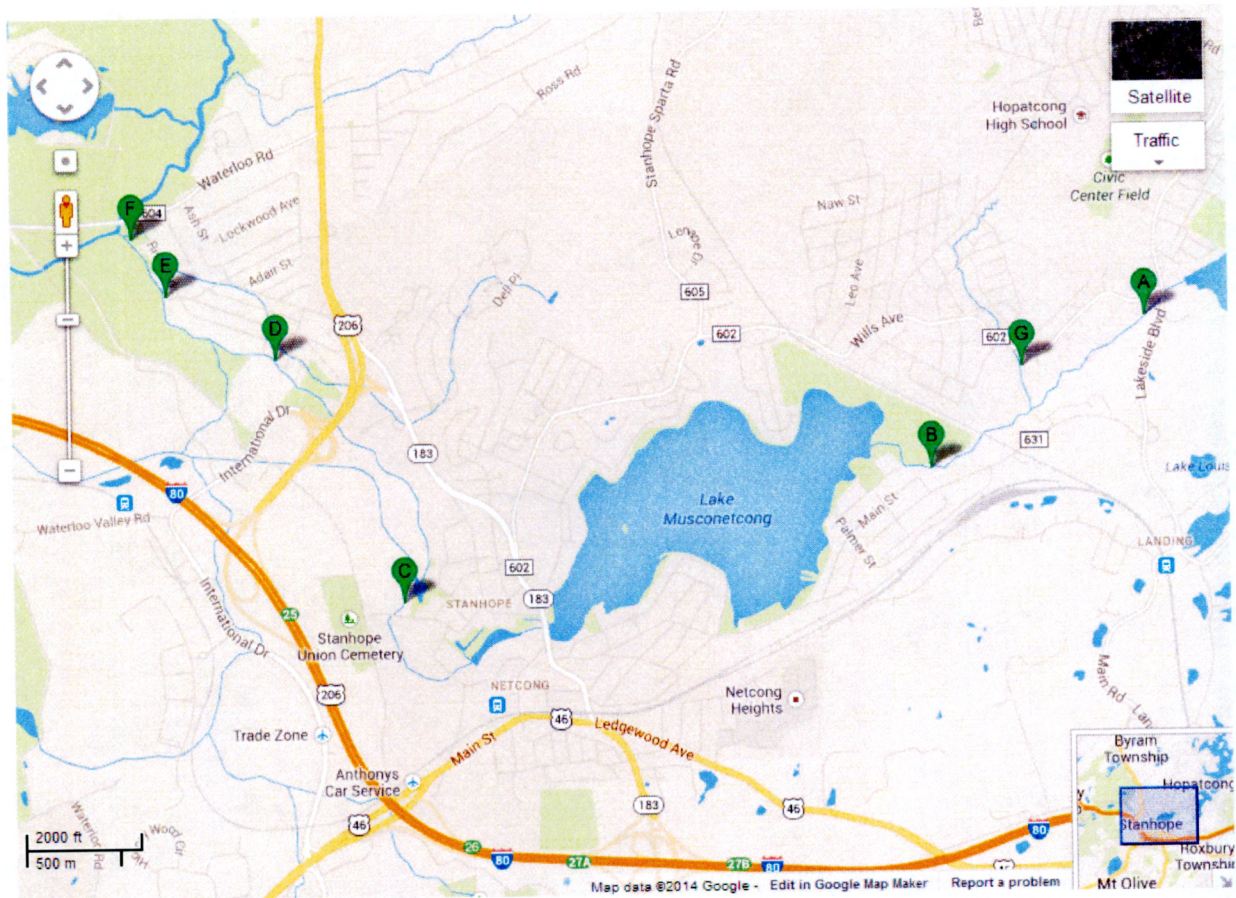 Satellite
Traffic
Hopatcong
High School
Civic
Center Field
Ross Rd
Stanhope Sparta Rd
Waterloo Rd
F
604
Ash St
Lockwood Ave
Naw St
E
Adair St
Lenape Cir
Dell Pl
605
Leo Ave
A
D
206
602
Wills Ave
602
G
Lakeside Blvd
International Dr
183
B
631
80
Lake
Musconetcong
Main St
Palmer St
Waterloo Valley Rd
LANDING
602
C
183
STANHOPE
25
Stanhope
Union Cemetery
International Dr
206
NETCONG
Netcong
Heights
46
Ledgewood Ave
Main St
Trade Zone
Anthonys
Car Service
46
183
46
80
26
80
27A
27B
80
2000 ft
500 m
Byram
Township
Hopatcong
Stanhope
Roxbury
Township
Mt Olive
Map data ©2014 Google -
Edit in Google Map Maker
Report a problem